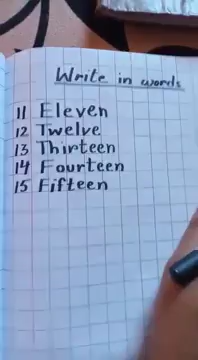 Write in words
11 Eleven
12 Twelve
13 Thirteen
14 Fourteen
15 Fifteen